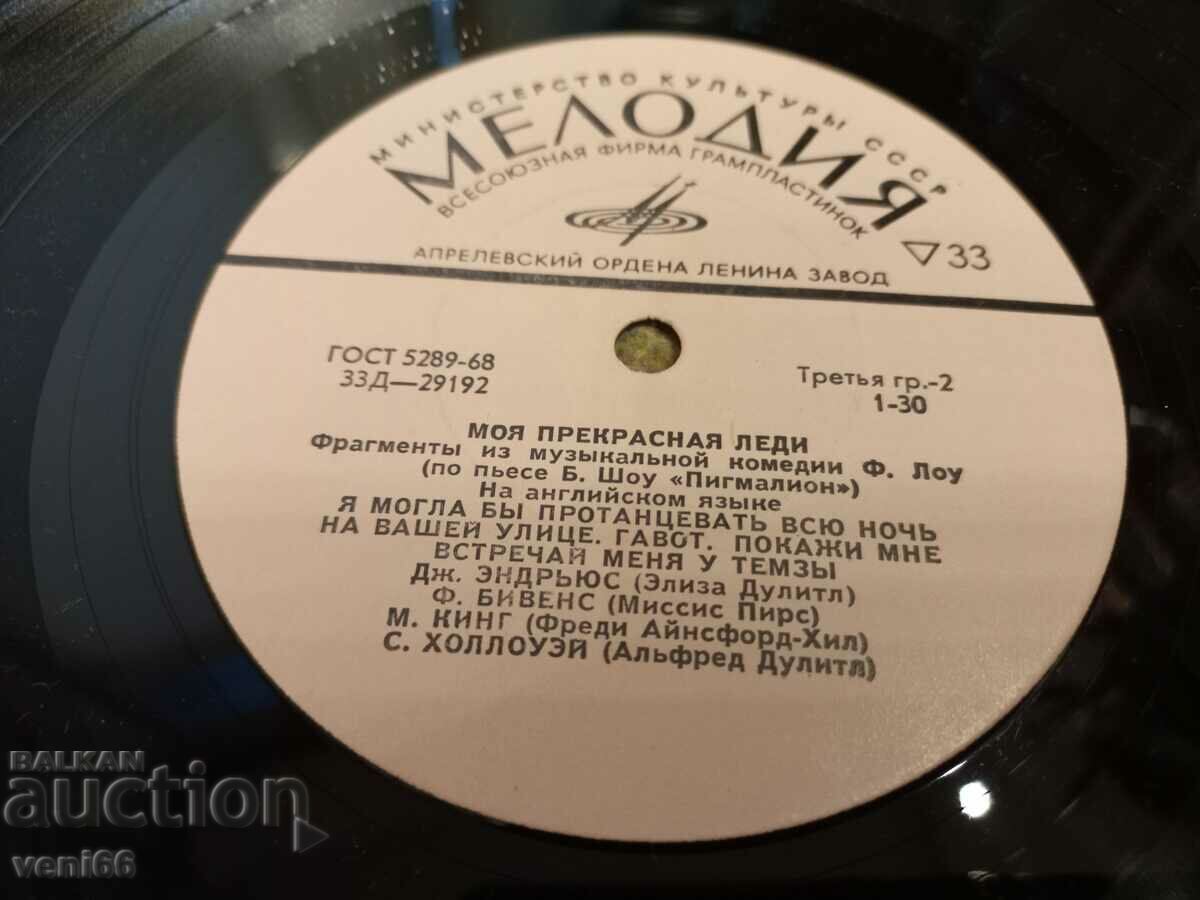 МИНИСТЕРСТВО КУЛЬТУРЫ СССР
МЕЛОДИЯ
ВСЕСОЮЗНАЯ ФИРМА ГРАМПЛАСТИНОК
▽33
АПРЕЛЕВСКИЙ ОРДЕНА ЛЕНИНА ЗАВОД
ГОСТ 5289-68
33Д—29192
Третья гр.-2
1-30
МОЯ ПРЕКРАСНАЯ ЛЕДИ
Фрагменты из музыкальной комедии Ф. Лоу
(по пьесе Б. Шоу «Пигмалион»)
На английском языке
Я МОГЛА БЫ ПРОТАНЦЕВАТЬ ВСЮ НОЧЬ
НА ВАШЕЙ УЛИЦЕ. ГАВОТ. ПОКАЖИ МНЕ
ВСТРЕЧАЙ МЕНЯ У ТЕМЗЫ
Дж. ЭНДРЬЮС (Элиза Дулитл)
Ф. БИВЕНС (Миссис Пирс)
М. КИНГ (Фреди Айнсфорд-Хил)
С. ХОЛЛОУЭЙ (Альфред Дулитл)
BALKAN
auction
veni66